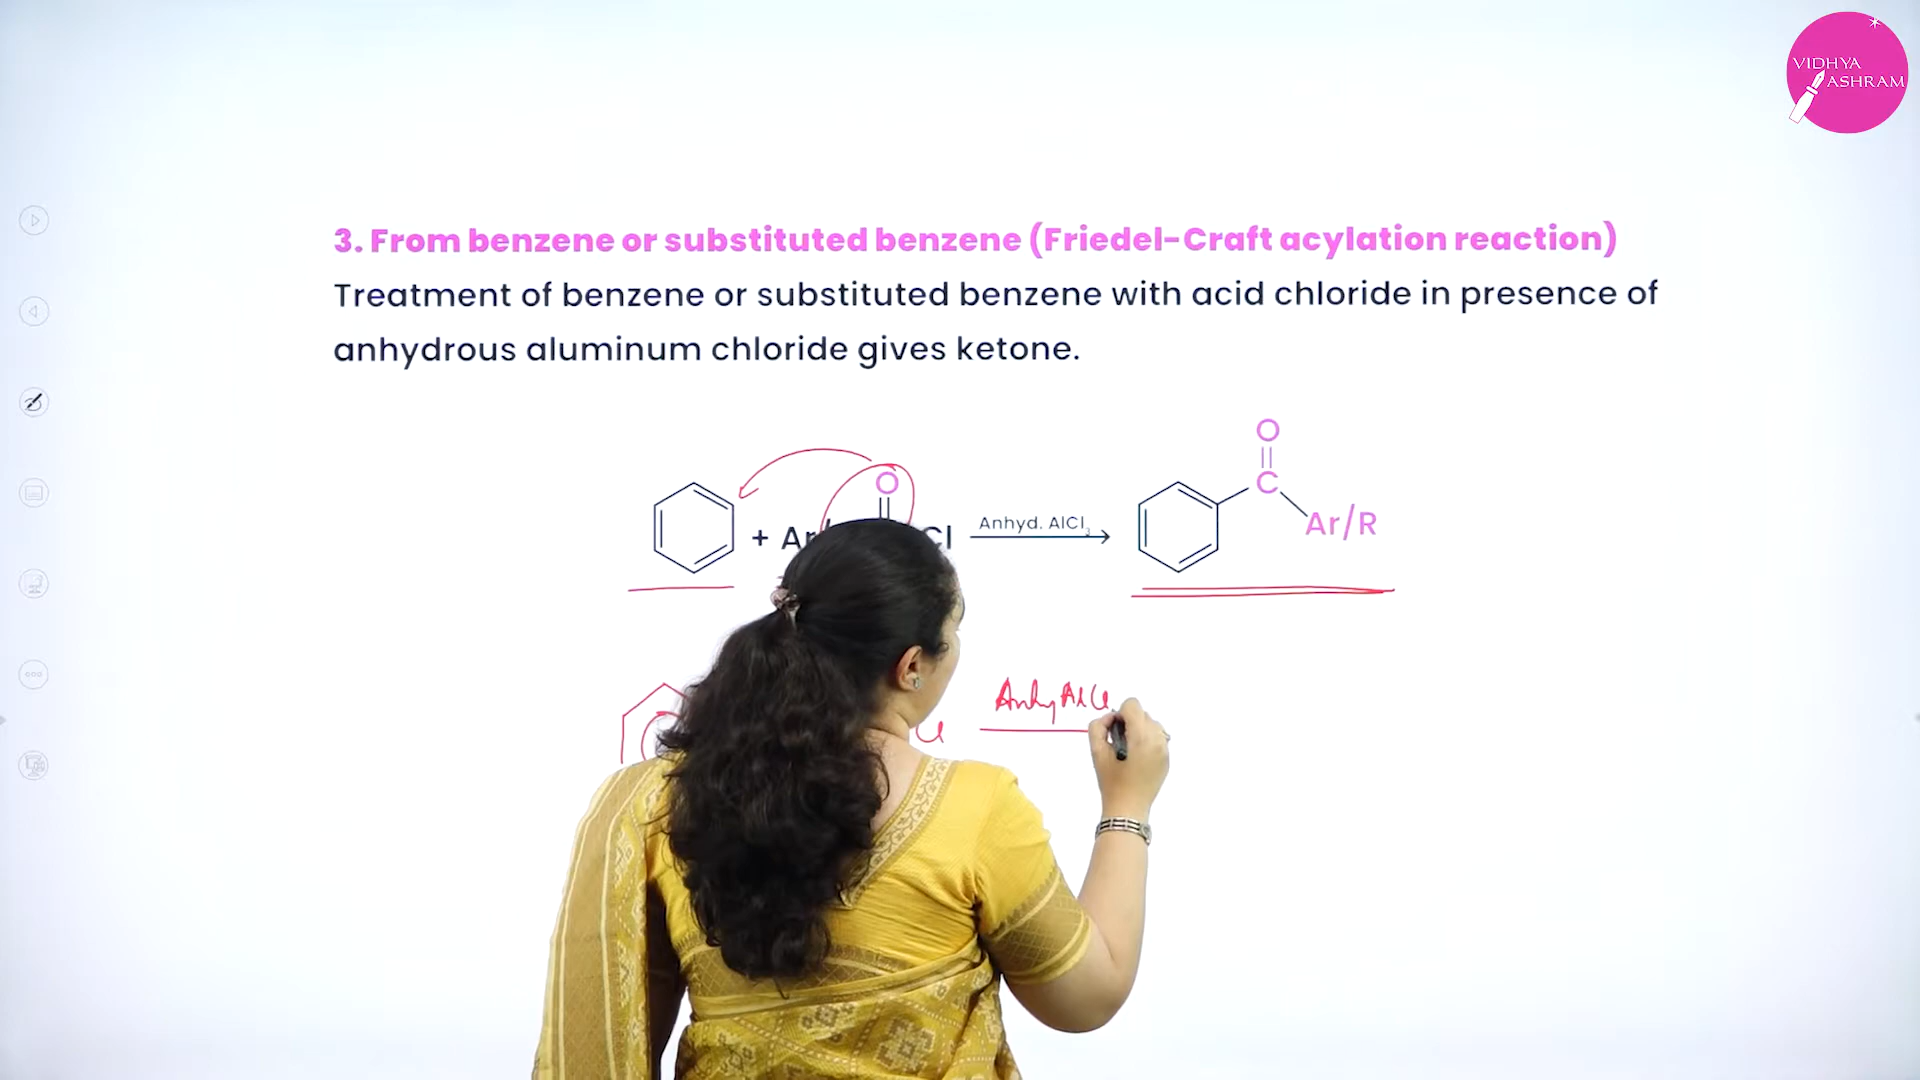 VIDHYA
ASHRAM
3. From benzene or substituted benzene (Friedel-Craft acylation reaction)
Treatment of benzene or substituted benzene with acid chloride in presence of
anhydrous aluminum chloride gives ketone.
O
C
Ar/R
O
+ Ar/ Cl
Anhyd. AlCl3
Anhy AlCl
Cl